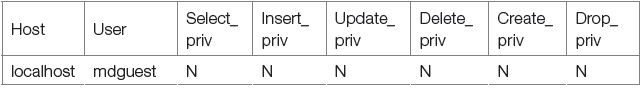 Host User Select_ priv Insert_ priv Update_ priv Delete_ priv Create_ priv Drop_ priv
localhost mdguest N N N N N N